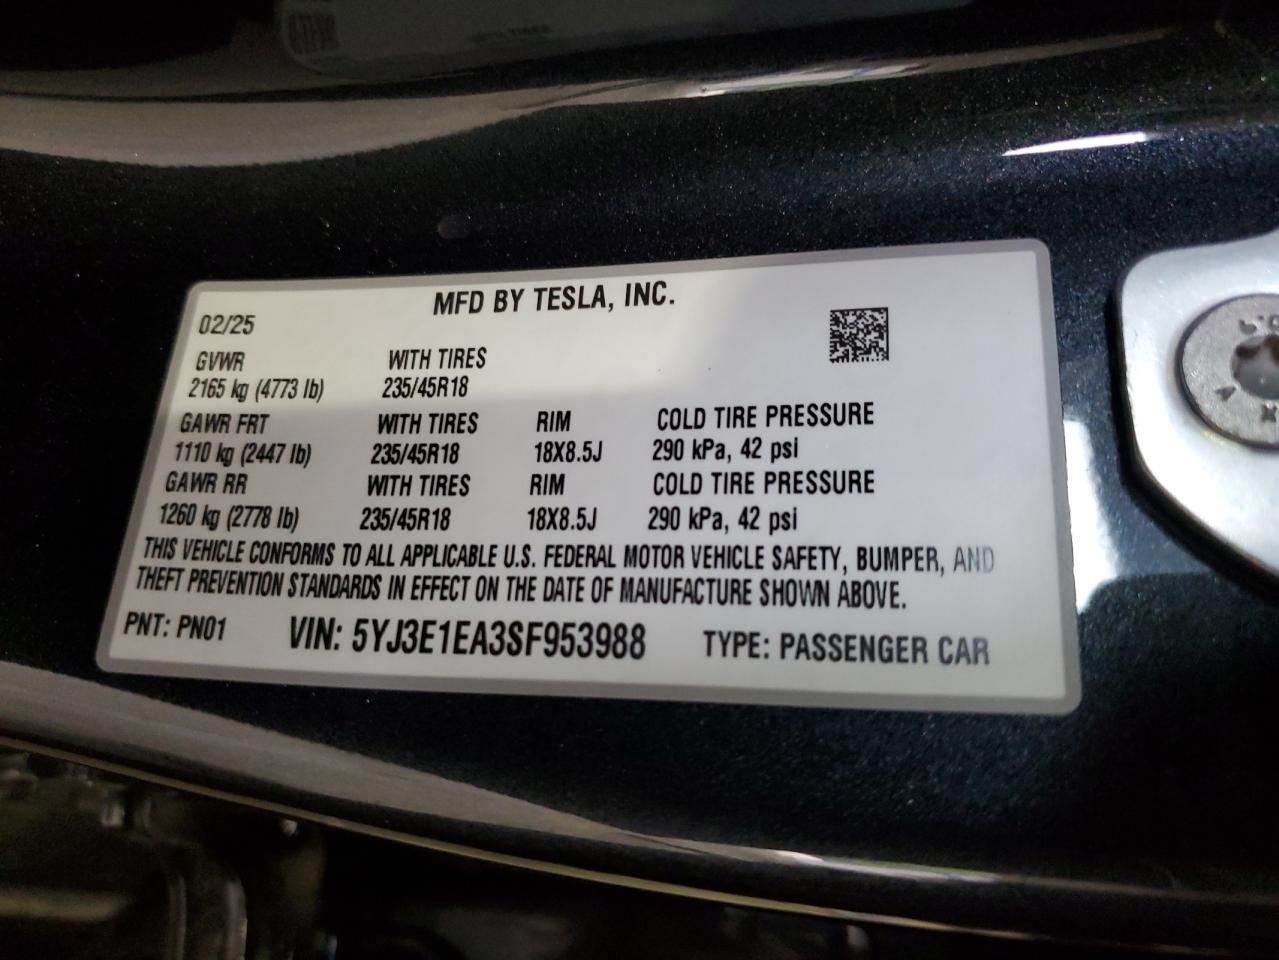 MFD BY TESLA, INC.
02/25
GVWR WITH TIRES
2165 kg (4773 lb) 235/45R18
GAWR FRT WITH TIRES RIM COLD TIRE PRESSURE
1110 kg (2447 lb) 235/45R18 18X8.5J 290 kPa, 42 psi
GAWR RR WITH TIRES RIM COLD TIRE PRESSURE
1260 kg (2778 lb) 235/45R18 18X8.5J 290 kPa, 42 psi
THIS VEHICLE CONFORMS TO ALL APPLICABLE U.S. FEDERAL MOTOR VEHICLE SAFETY, BUMPER, AND
THEFT PREVENTION STANDARDS IN EFFECT ON THE DATE OF MANUFACTURE SHOWN ABOVE.
PNT: PN01 VIN: 5YJ3E1EA3SF953988 TYPE: PASSENGER CAR